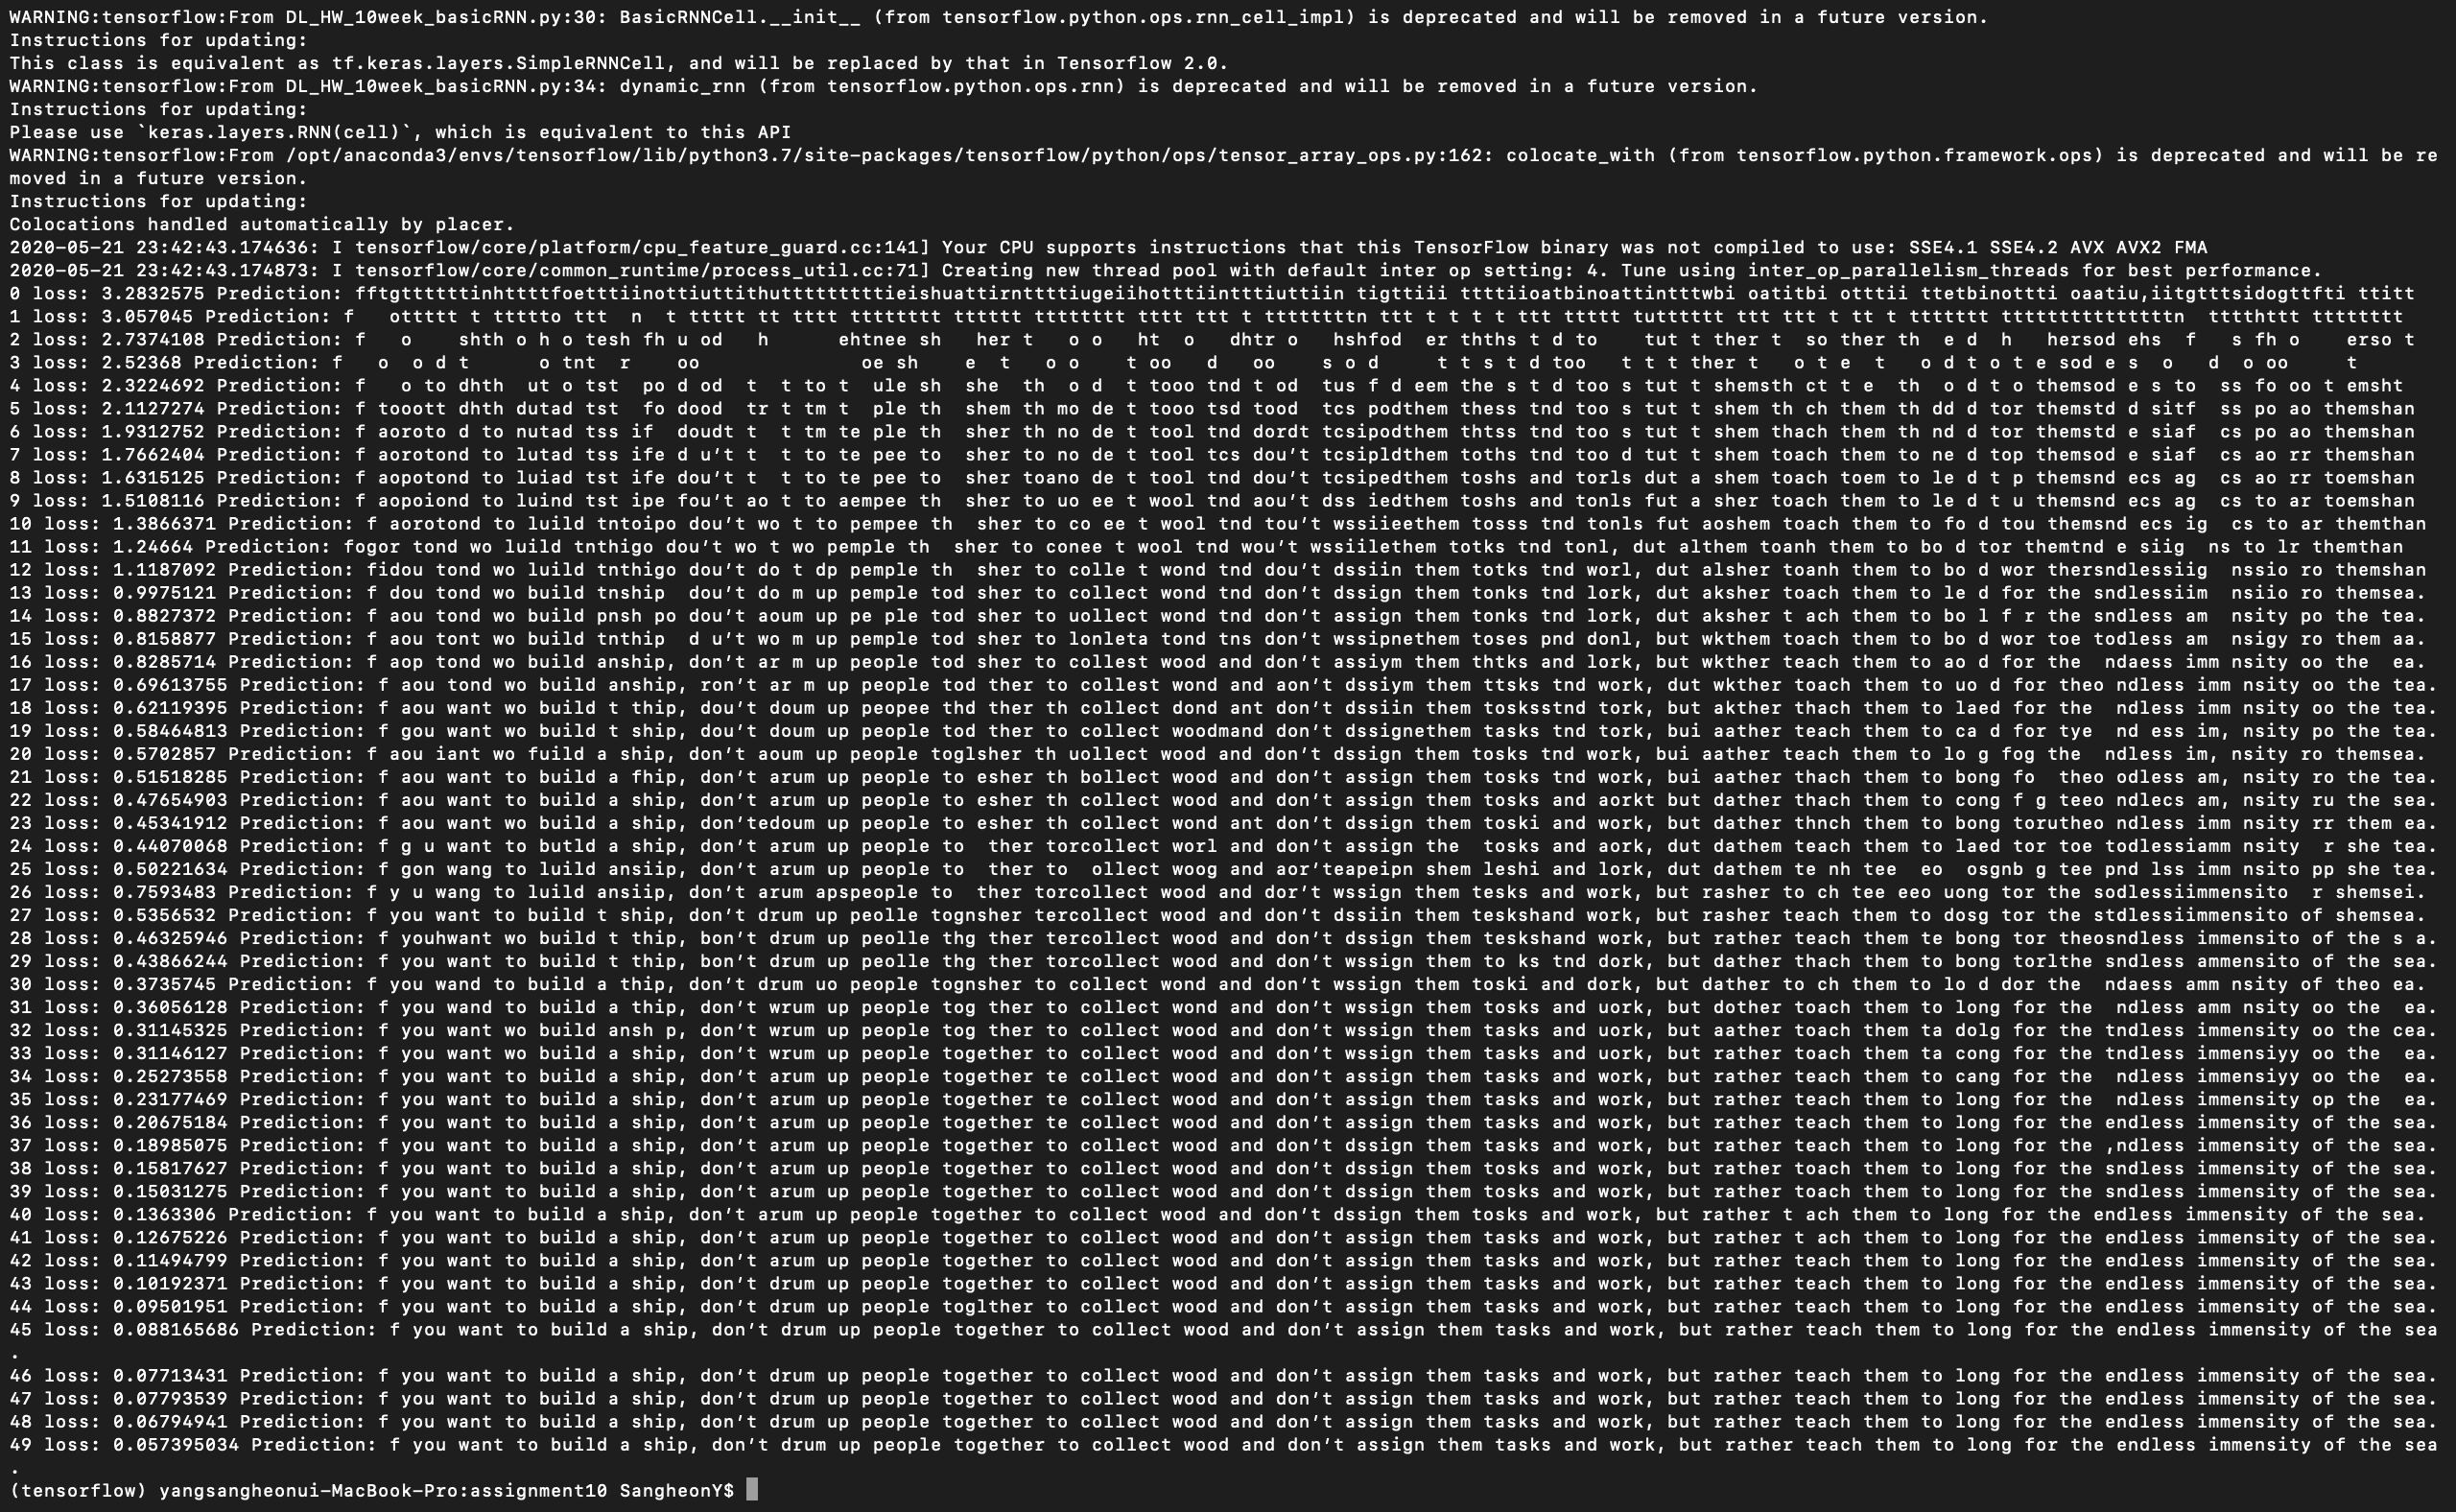 WARNING:tensorflow:From DL_HW_10week_basicRNN.py:30: BasicRNNCell.__init__ (from tensorflow.python.ops.rnn_cell_impl) is deprecated and will be removed in a future version.
Instructions for updating:
This class is equivalent as tf.keras.layers.SimpleRNNCell, and will be replaced by that in Tensorflow 2.0.
WARNING:tensorflow:From DL_HW_10week_basicRNN.py:34: dynamic_rnn (from tensorflow.python.ops.rnn) is deprecated and will be removed in a future version.
Instructions for updating:
Please use `keras.layers.RNN(cell)`, which is equivalent to this API
WARNING:tensorflow:From /opt/anaconda3/envs/tensorflow/lib/python3.7/site-packages/tensorflow/python/ops/tensor_array_ops.py:162: colocate_with (from tensorflow.python.framework.ops) is deprecated and will be re
moved in a future version.
Instructions for updating:
Colocations handled automatically by placer.
2020-05-21 23:42:43.174636: I tensorflow/core/platform/cpu_feature_guard.cc:141] Your CPU supports instructions that this TensorFlow binary was not compiled to use: SSE4.1 SSE4.2 AVX AVX2 FMA
2020-05-21 23:42:43.174873: I tensorflow/core/common_runtime/process_util.cc:71] Creating new thread pool with default inter op setting: 4. Tune using inter_op_parallelism_threads for best performance.
0 loss: 3.2832575 Prediction: fftgttttttinhttttfoetttiinottiuttithutttttttttieishuattirnttttiugeiihotttiintttiuttiin tigttiii ttttiioatbinoattintttwbi oatitbi otttii ttetbinottti oaatiu,iitgtttsidogttfti ttitt
1 loss: 3.057045 Prediction: f   ottttt t ttttto ttt  n  t ttttt tt tttt tttttttt tttttt tttttttt tttt ttt t ttttttttn ttt t t t t ttt ttttt tuttttttt ttt ttt t tt t ttttttt ttttttttttttttttn  ttttthttt tttttttt
2 loss: 2.7374108 Prediction: f    o    shth o h o tesh fh u od   h      ehtnee sh   her t   o o   ht  o   dhtro   hshfod  er thths t d to    tut t ther t  so ther th  e d  h   hersod ehs  f   s fh o    erso t
3 loss: 2.52368 Prediction: f   o  o d t      o tnt  r    oo              oe sh    e  t   o o    t oo   d   oo    s o d     t t s t d too   t t t ther t   o t e  t   o d t o t e sod e s  o    d  o oo     t
4 loss: 2.3224692 Prediction: f   o to dhth  ut o tst  po d od  t  t to t  ule sh  she  th  o d  t tooo tnd t od  tus f d eem the s t d too s tut t shemsth ct t e  th  o d t o themsod e s to  ss fo oo t emsht
5 loss: 2.1127274 Prediction: f tooott dhth dutad tst  fo dood  tr t tm t  ple th  shem th mo de t tooo tsd tood  tcs podthem thess tnd too s tut t shem th ch them th dd d tor themstd d sitf  ss po ao themshan
6 loss: 1.9312752 Prediction: f aoroto d to nutad tss if  doudt t  t tm te ple th  sher th no de t tool tnd dordt tcsipodthem thtss tnd too s tut t shem thach them th nd d tor themstd e siaf  cs po ao themshan
7 loss: 1.7662404 Prediction: f aorotond to lutad tss ife d u't t  t to te pee to  sher to no de t tool tcs dou't tcsipldthem toths tnd too d tut t shem toach them to ne d top themsod e siaf  cs ao rr themshan
8 loss: 1.6315125 Prediction: f aopotond to luiad tst ife dou't t  t to te pee to  sher toano de t tool tnd dou't tcsipedthem toshs and torls dut a shem toach toem to le d t p themsnd ecs ag  cs ao rr toemshan
9 loss: 1.5108116 Prediction: f aopoiond to luind tst ipe fou't ao t to aempee th  sher to uo ee t wool tnd aou't dss iedthem toshs and tonls fut a sher toach them to le d t u themsnd ecs ag  cs to ar toemshan
10 loss: 1.3866371 Prediction: f aorotond to luild tntoipo dou't wo t to pempee th  sher to co ee t wool tnd tou't wssiieethem tosss tnd tonls fut aoshem toach them to fo d tou themsnd ecs ig  cs to ar themthan
11 loss: 1.24664 Prediction: fogor tond wo luild tnthigo dou't wo t wo pemple th  sher to conee t wool tnd wou't wssiilethem totks tnd tonl, dut althem toanh them to bo d tor themtnd e siig  ns to lr themthan
12 loss: 1.1187092 Prediction: fidou tond wo luild tnthigo dou't do t dp pemple th  sher to colle t wond tnd dou't dssiin them totks tnd worl, dut alsher toanh them to bo d wor thersndlessiig  nssio ro themshan
13 loss: 0.9975121 Prediction: f dou tond wo build tnship  dou't do m up pemple tod sher to collect wond tnd don't dssign them tonks tnd lork, dut aksher toach them to le d for the sndlessiim  nsiio ro themsea.
14 loss: 0.8827372 Prediction: f aou tond wo build pnsh po dou't aoum up pe ple tod sher to uollect wond tnd don't assign them tonks tnd lork, dut aksher t ach them to bo l f r the sndless am  nsity po the tea.
15 loss: 0.8158877 Prediction: f aou tont wo build tnthip  d u't wo m up pemple tod sher to lonleta tond tns don't wssipnethem toses pnd donl, but wkthem toach them to bo d wor toe todless am  nsigy ro them aa.
16 loss: 0.8285714 Prediction: f aop tond wo build anship, don't ar m up people tod sher to collest wood and don't assiym them thtks and lork, but wkther teach them to ao d for the  ndaess imm nsity oo the  ea.
17 loss: 0.69613755 Prediction: f aou tond wo build anship, ron't ar m up people tod ther to collest wond and aon't dssiym them ttsks tnd work, dut wkther toach them to uo d for theo ndless imm nsity oo the tea.
18 loss: 0.62119395 Prediction: f aou want wo build t thip, dou't doum up peopee thd ther th collect dond ant don't dssiin them tosksstnd tork, but akther thach them to laed for the  ndless imm nsity oo the tea.
19 loss: 0.58464813 Prediction: f gou want wo build t ship, dou't doum up people tod ther to collect woodmand don't dssignethem tasks tnd tork, bui aather teach them to ca d for tye  nd ess im, nsity po the tea.
20 loss: 0.5702857 Prediction: f aou iant wo fuild a ship, don't aoum up people toglsher th uollect wood and don't dssign them tosks tnd work, bui aather teach them to lo g fog the  ndless im, nsity ro themsea.
21 loss: 0.51518285 Prediction: f aou want to build a fhip, don't arum up people to esher th bollect wood and don't assign them tosks tnd work, bui aather thach them to bong fo  theo odless am, nsity ro the tea.
22 loss: 0.47654903 Prediction: f aou want to build a ship, don't arum up people to esher th collect wood and don't assign them tosks and aorkt but dather thach them to cong f g teeo ndlecs am, nsity ru the sea.
23 loss: 0.45341912 Prediction: f aou want wo build a ship, don'tedoum up people to esher th collect wond ant don't dssign them toski and work, but dather thnch them to bong torutheo ndless imm nsity rr them ea.
24 loss: 0.44070068 Prediction: f g u want to butld a ship, don't arum up people to  ther torcollect worl and don't assign the  tosks and aork, dut dathem teach them to laed tor toe todlessiamm nsity  r she tea.
25 loss: 0.50221634 Prediction: f gon wang to luild ansiip, don't arum up people to  ther to  ollect woog and aor'teapeipn shem leshi and lork, dut dathem te nh tee  eo  osgnb g tee pnd lss imm nsito pp she tea.
26 loss: 0.7593483 Prediction: f y u wang to luild ansiip, don't arum apspeople to  ther torcollect wood and dor't wssign them tesks and work, but rasher to ch tee eeo uong tor the sodlessiimmensito  r shemsei.
27 loss: 0.5356532 Prediction: f you want to build t ship, don't drum up peolle tognsher tercollect wood and don't dssiin them teskshand work, but rasher teach them to dosg tor the stdlessiimmensito of shemsea.
28 loss: 0.46325946 Prediction: f youhwant wo build t thip, bon't drum up peolle thg ther tercollect wood and don't dssign them teskshand work, but rather teach them te bong tor theosndless immensito of the s a.
29 loss: 0.43866244 Prediction: f you want to build t thip, bon't drum up peolle thg ther torcollect wood and don't wssign them to ks tnd dork, but dather thach them to bong torlthe sndless ammensito of the sea.
30 loss: 0.3735745 Prediction: f you wand to build a thip, don't drum uo people tognsher to collect wond and don't wssign them toski and dork, but dather to ch them to lo d dor the  ndaess amm nsity of theo ea.
31 loss: 0.36056128 Prediction: f you wand to build a thip, don't wrum up people tog ther to collect wond and don't wssign them tosks and uork, but dother toach them to long for the  ndless amm nsity oo the  ea.
32 loss: 0.31145325 Prediction: f you want wo build ansh p, don't wrum up people tog ther to collect wood and don't wssign them tasks and uork, but aather toach them ta dolg for the tndless immensity oo the cea.
33 loss: 0.31146127 Prediction: f you want wo build a ship, don't wrum up people together to collect wood and don't wssign them tasks and uork, but rather toach them ta cong for the tndless immensiyy oo the  ea.
34 loss: 0.25273558 Prediction: f you want to build a ship, don't arum up people together te collect wood and don't assign them tasks and work, but rather teach them to cang for the  ndless immensiyy oo the  ea.
35 loss: 0.23177469 Prediction: f you want to build a ship, don't arum up people together te collect wood and don't assign them tasks and work, but rather teach them to long for the  ndless immensity op the  ea.
36 loss: 0.20675184 Prediction: f you want to build a ship, don't arum up people together te collect wood and don't assign them tasks and work, but rather teach them to long for the endless immensity of the sea.
37 loss: 0.18985075 Prediction: f you want to build a ship, don't arum up people together to collect wood and don't dssign them tasks and work, but rather teach them to long for the ,ndless immensity of the sea.
38 loss: 0.15817627 Prediction: f you want to build a ship, don't arum up people together to collect wood and don't dssign them tosks and work, but rather toach them to long for the sndless immensity of the sea.
39 loss: 0.15031275 Prediction: f you want to build a ship, don't arum up people together to collect wood and don't dssign them tosks and work, but rather toach them to long for the sndless immensity of the sea.
40 loss: 0.1363306 Prediction: f you want to build a ship, don't arum up people together to collect wood and don't dssign them tosks and work, but rather t ach them to long for the endless immensity of the sea.
41 loss: 0.12675226 Prediction: f you want to build a ship, don't arum up people together to collect wood and don't assign them tasks and work, but rather t ach them to long for the endless immensity of the sea.
42 loss: 0.11494799 Prediction: f you want to build a ship, don't arum up people together to collect wood and don't assign them tasks and work, but rather teach them to long for the endless immensity of the sea.
43 loss: 0.10192371 Prediction: f you want to build a ship, don't drum up people together to collect wood and don't assign them tasks and work, but rather teach them to long for the endless immensity of the sea.
44 loss: 0.09501951 Prediction: f you want to build a ship, don't drum up people toglther to collect wood and don't assign them tasks and work, but rather teach them to long for the endless immensity of the sea.
45 loss: 0.088165686 Prediction: f you want to build a ship, don't drum up people together to collect wood and don't assign them tasks and work, but rather teach them to long for the endless immensity of the sea
.
46 loss: 0.07713431 Prediction: f you want to build a ship, don't drum up people together to collect wood and don't assign them tasks and work, but rather teach them to long for the endless immensity of the sea.
47 loss: 0.07793539 Prediction: f you want to build a ship, don't drum up people together to collect wood and don't assign them tasks and work, but rather teach them to long for the endless immensity of the sea.
48 loss: 0.06794941 Prediction: f you want to build a ship, don't drum up people together to collect wood and don't assign them tasks and work, but rather teach them to long for the endless immensity of the sea.
49 loss: 0.057395034 Prediction: f you want to build a ship, don't drum up people together to collect wood and don't assign them tasks and work, but rather teach them to long for the endless immensity of the sea
.
(tensorflow) yangsangheonui-MacBook-Pro:assignment10 SangheonY$